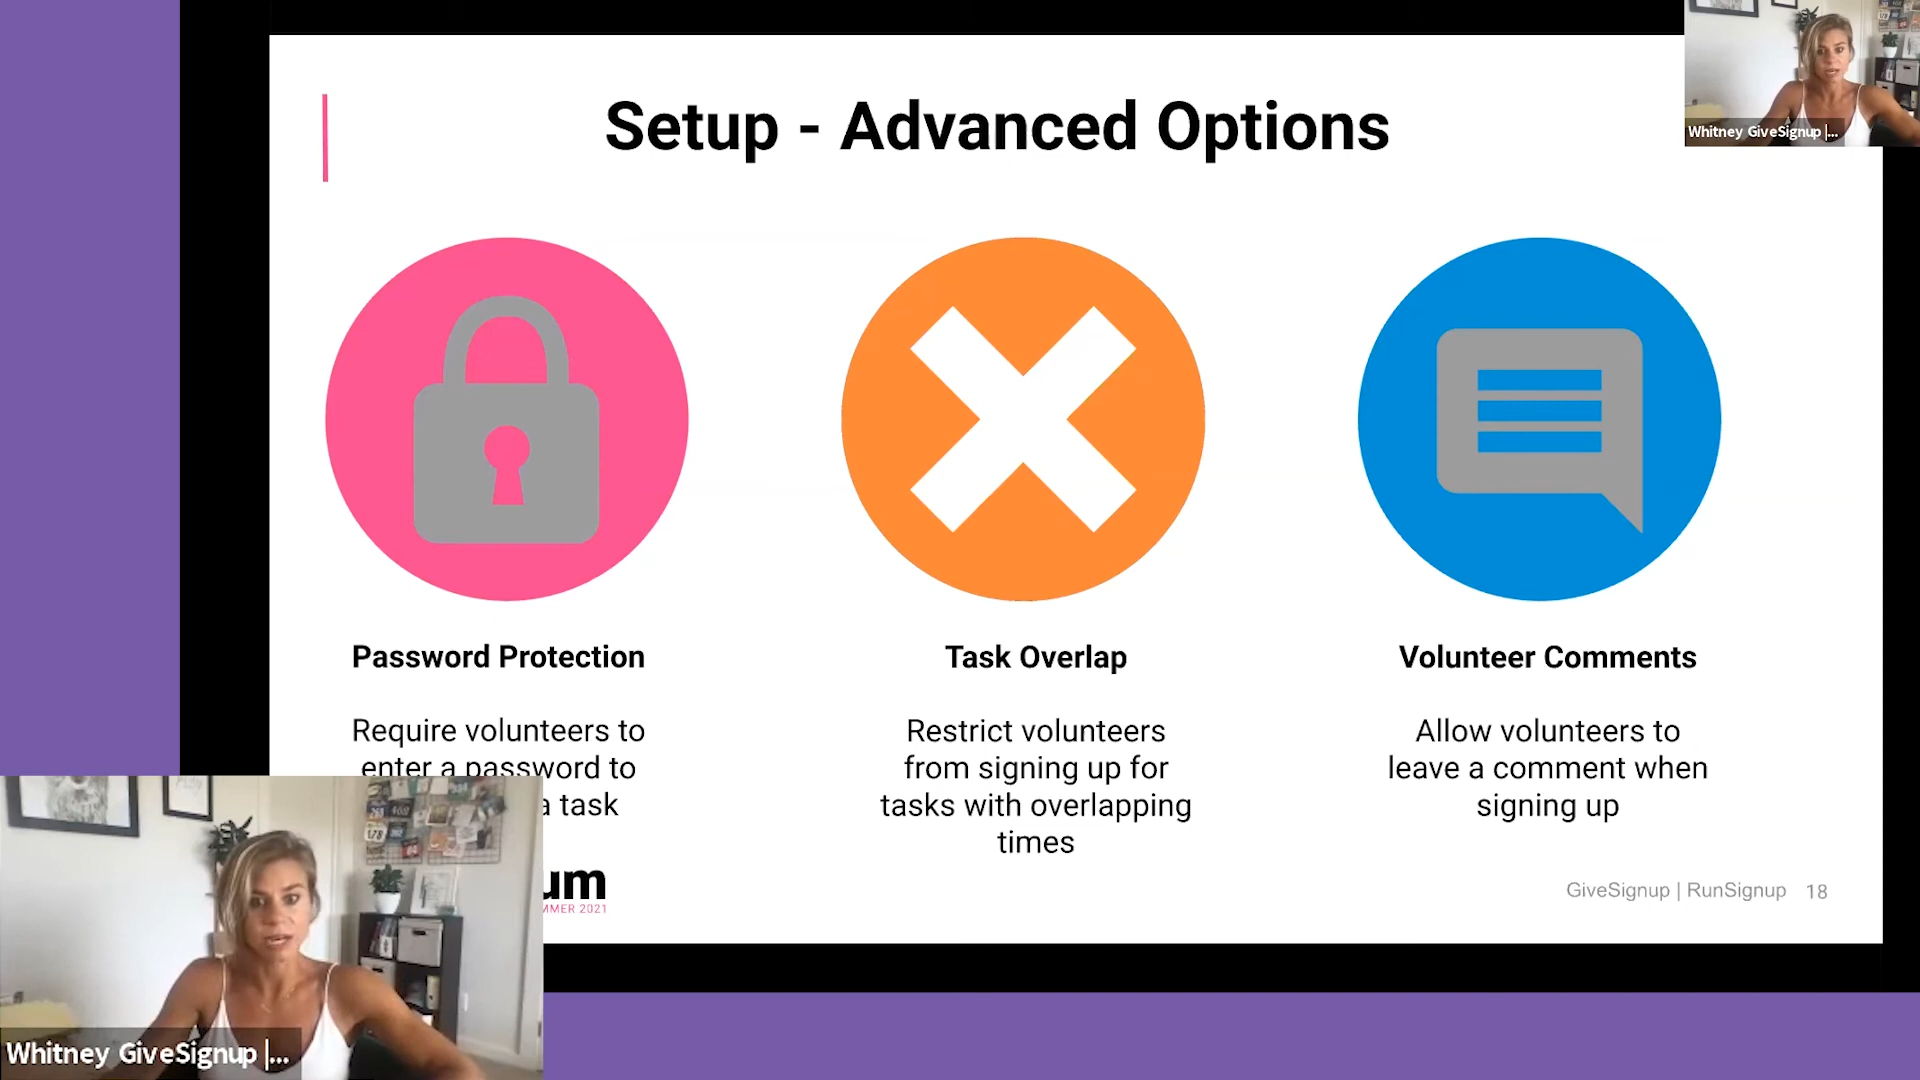 Setup - Advanced Options
Whitney GiveSignup |...
Password Protection
Require volunteers to
enter a password to
a task
Task Overlap
Restrict volunteers
from signing up for
tasks with overlapping
times
Volunteer Comments
Allow volunteers to
leave a comment when
signing up
um
MMER 2021
GiveSignup | RunSignup 18
Whitney GiveSignup |...